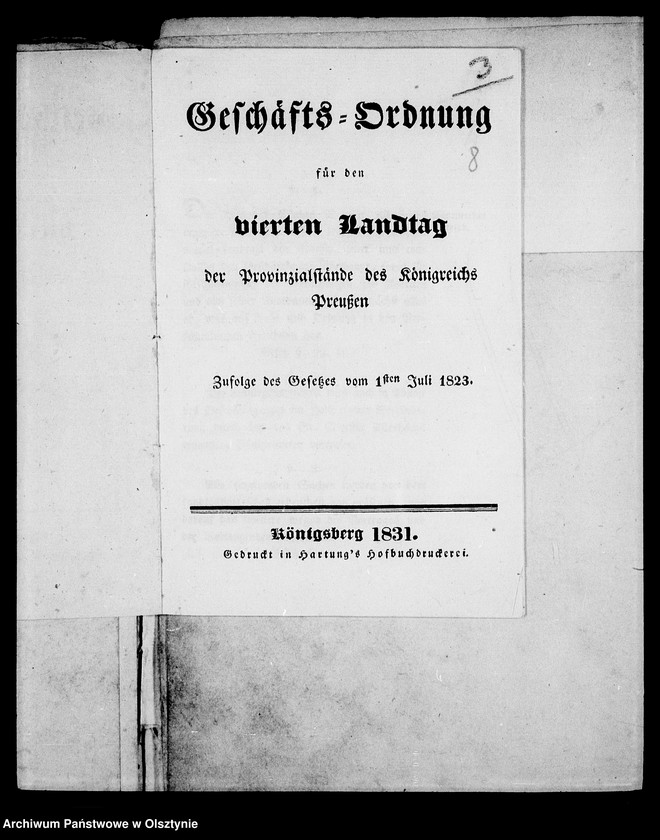 3
Geſchäfts-Ordnung
8
für den
vierten Landtag
der Provinzialſtände des Königreichs
Preußen
Zufolge des Geſetzes vom 1ſten Juli 1823.
Königsberg 1831.
Gedruckt in Hartung's Hofbuchdruckerei.
Archiwum Państwowe w Olsztynie